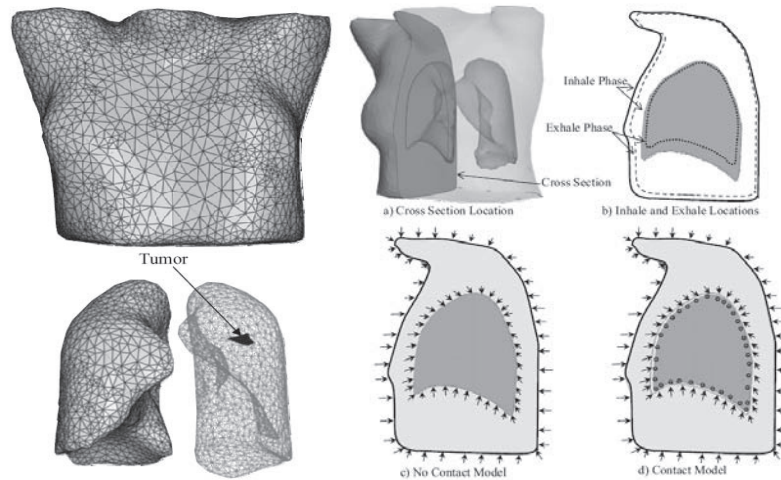 Inhale Phase
Exhale Phase
Cross Section
a) Cross Section Location
b) Inhale and Exhale Locations
Tumor
c) No Contact Model
d) Contact Model